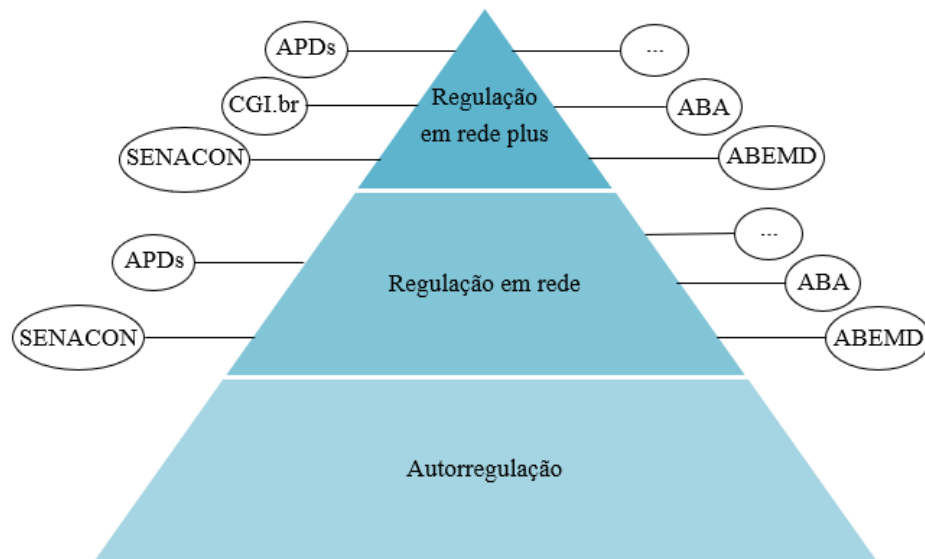 APDs
...
CGI.br
Regulação
em rede plus
ABA
SENACON
ABEMD
...
APDs
Regulação em rede
ABA
SENACON
ABEMD
Autorregulação